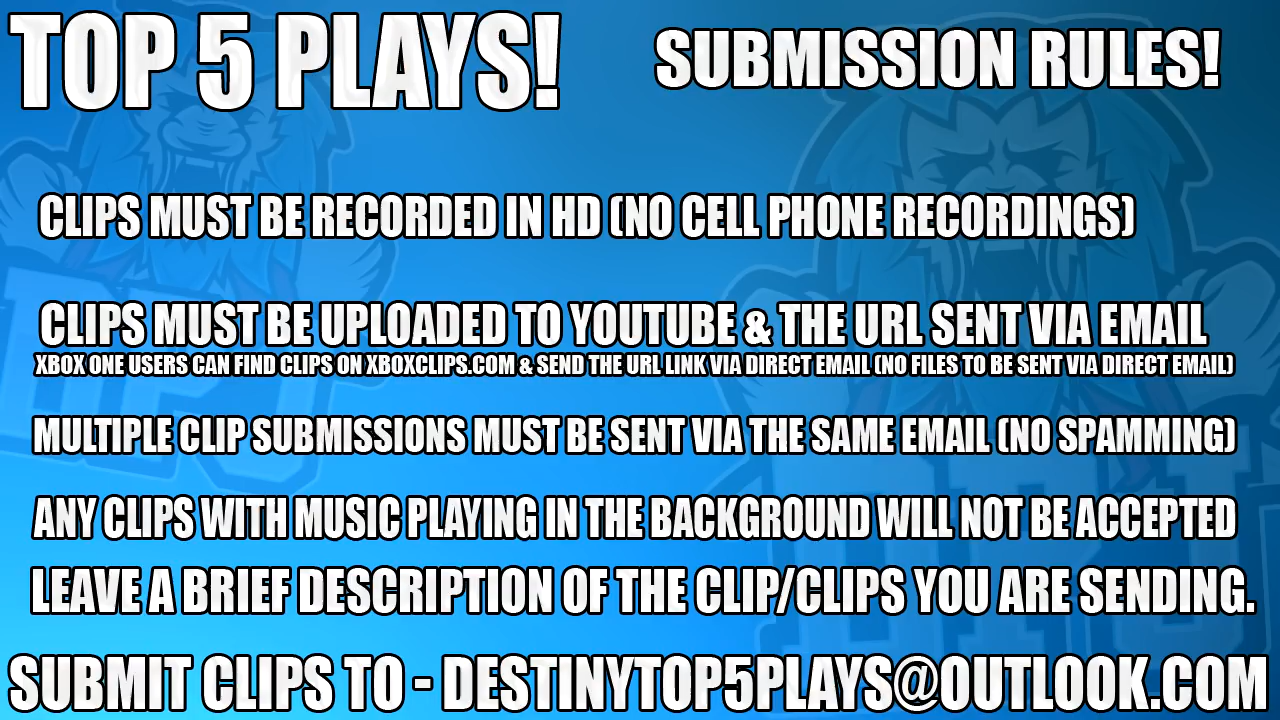 TOP 5 PLAYS!
SUBMISSION RULES!
CLIPS MUST BE RECORDED IN HD (NO CELL PHONE RECORDINGS)
CLIPS MUST BE UPLOADED TO YOUTUBE & THE URL SENT VIA EMAIL
XBOX ONE USERS CAN FIND CLIPS ON XBOXCLIPS.COM & SEND THE URL LINK VIA DIRECT EMAIL (NO FILES TO BE SENT VIA DIRECT EMAIL)
MULTIPLE CLIP SUBMISSIONS MUST BE SENT VIA THE SAME EMAIL (NO SPAMMING)
ANY CLIPS WITH MUSIC PLAYING IN THE BACKGROUND WILL NOT BE ACCEPTED
LEAVE A BRIEF DESCRIPTION OF THE CLIP/CLIPS YOU ARE SENDING.
SUBMIT CLIPS TO - DESTINYTOP5PLAYS@OUTLOOK.COM